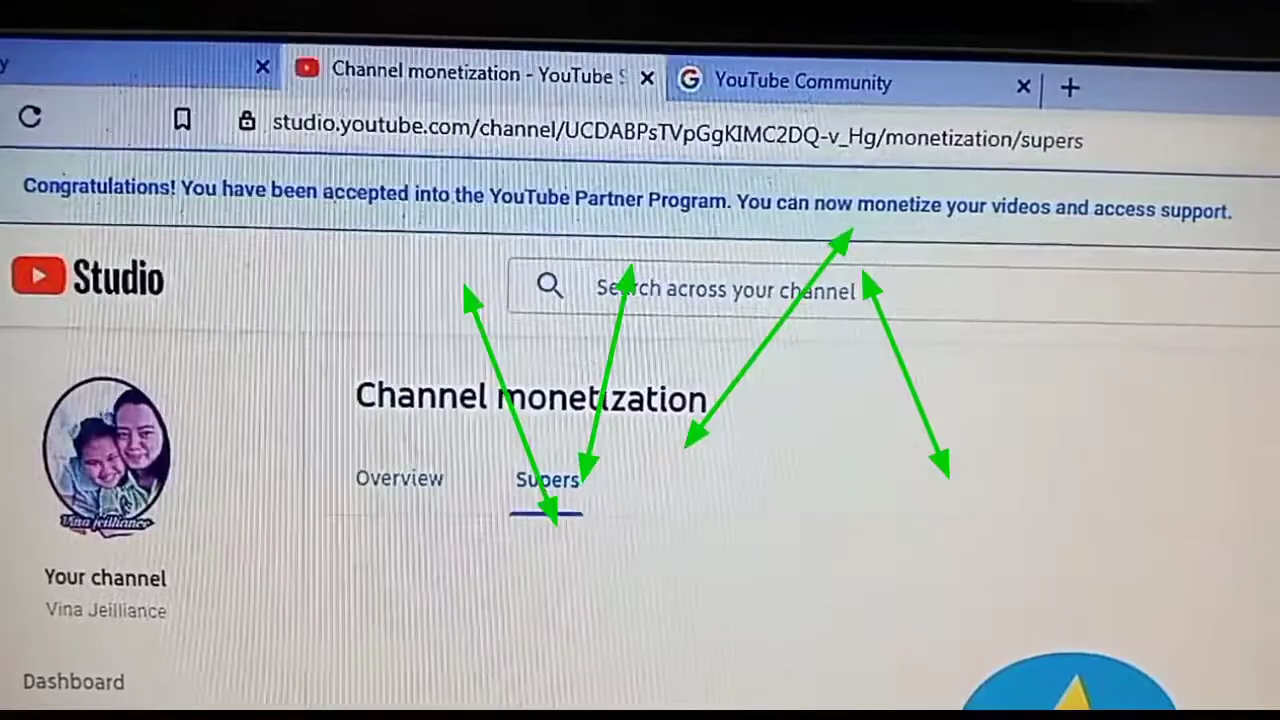 y
Channel monetization - YouTube S
YouTube Community
studio.youtube.com/channel/UCDABPsTVpGgKIMC2DQ-v_Hg/monetization/supers
Congratulations! You have been accepted into the YouTube Partner Program. You can now monetize your videos and access support.
Studio
Search across your channel
Channel monetization
Overview
Supers
Vina jeilliance
Your channel
Vina Jeilliance
Dashboard